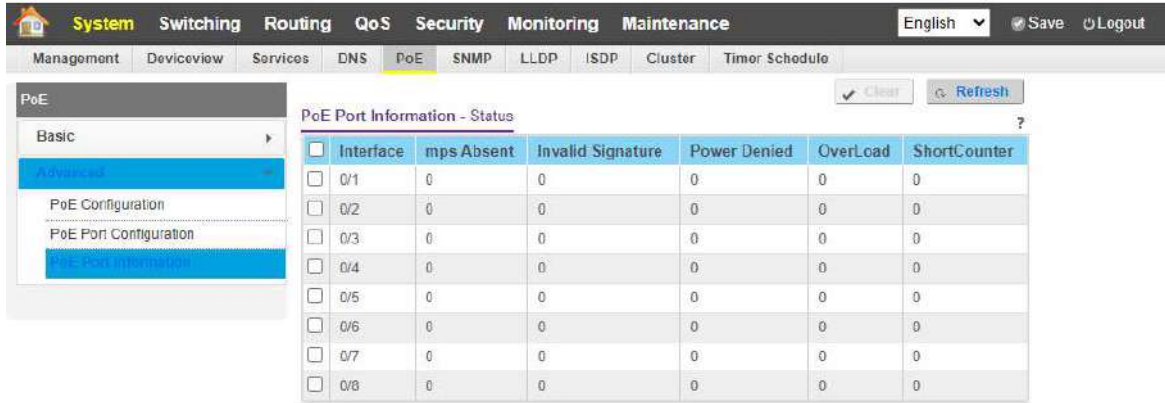 System Switching Routing QoS Security Monitoring Maintenance English Save Logout
Management Deviceview Services DNS PoE SNMP LLDP ISDP Cluster Timer Schedule
PoE
Basic
Advanced
PoE Configuration
PoE Port Configuration
PoE Port Information
Clear Refresh
PoE Port Information - Status
?
Interface mps Absent Invalid Signature Power Denied OverLoad ShortCounter
0/1 0 0 0 0 0
0/2 0 0 0 0 0
0/3 0 0 0 0 0
0/4 0 0 0 0 0
0/5 0 0 0 0 0
0/6 0 0 0 0 0
0/7 0 0 0 0 0
0/8 0 0 0 0 0